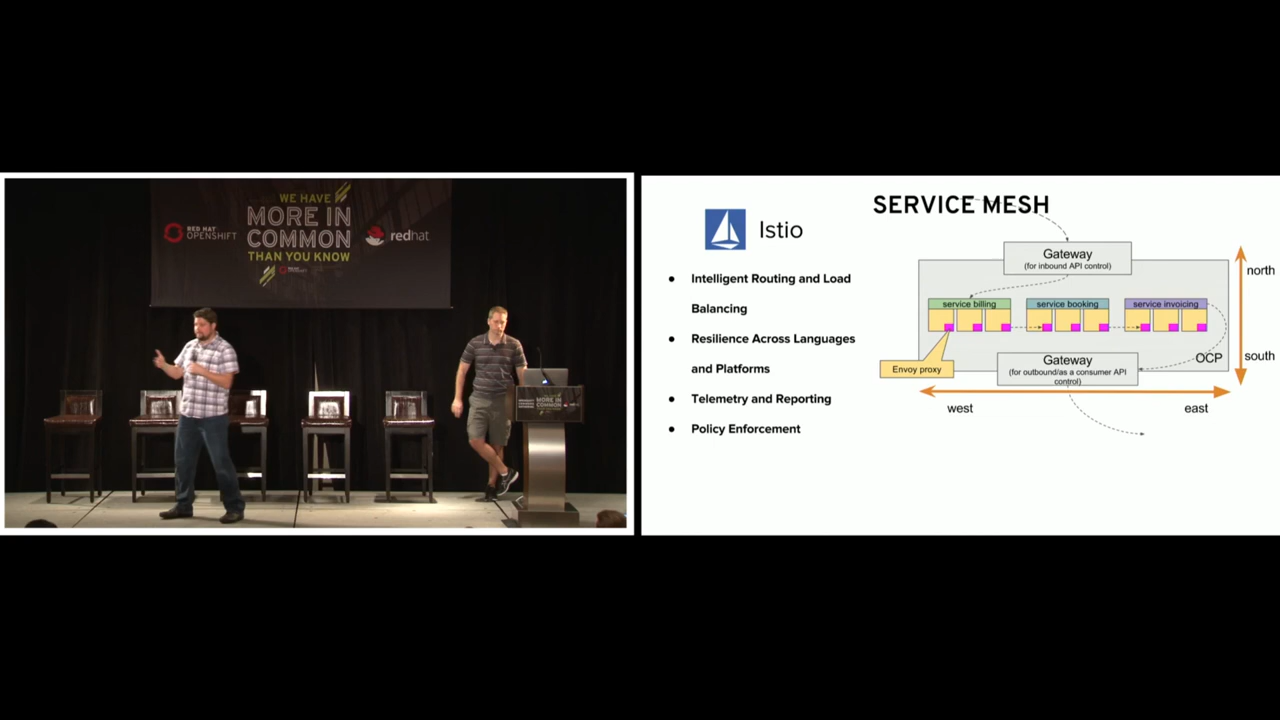 WE HAVE
MORE IN
COMMON
THAN YOU KNOW
RED HAT
OPENSHIFT
redhat
MORE IN
COMMON
SERVICE MESH
Istio
● Intelligent Routing and Load
Balancing
● Resilience Across Languages
and Platforms
● Telemetry and Reporting
● Policy Enforcement
Gateway
(for inbound API control)
service billing
service booking
service invoicing
Envoy proxy
Gateway
(for outbound/as a consumer API
control)
OCP
north
south
west
east